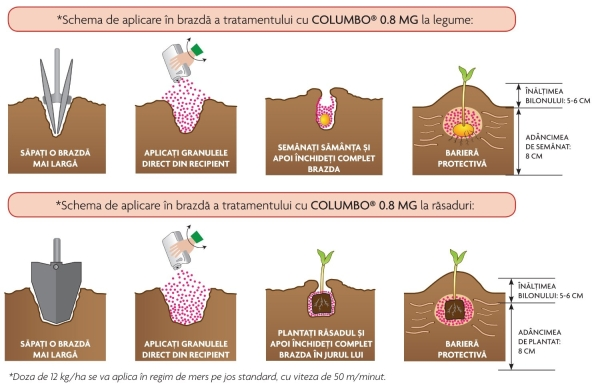 *Schema de aplicare în brazdă a tratamentului cu COLUMBO® 0.8 MG la legume:
SĂPAȚI O BRAZDĂ
MAI LARGĂ
APLICAȚI GRANULELE
DIRECT DIN RECIPIENT
SEMĂNAȚI SĂMÂNȚA ȘI
APOI ÎNCHIDEȚI COMPLET
BRAZDA
BARIERĂ
PROTECTIVĂ
ÎNĂLȚIMEA
BILONULUI: 5-6 CM
ADÂNCIMEA
DE SEMĂNAT:
8 CM
*Schema de aplicare în brazdă a tratamentului cu COLUMBO® 0.8 MG la răsaduri:
SĂPAȚI O BRAZDĂ
MAI LARGĂ
APLICAȚI GRANULELE
DIRECT DIN RECIPIENT
PLANTAȚI RĂSADUL ȘI
APOI ÎNCHIDEȚI COMPLET
BRAZDA ÎN JURUL LUI
BARIERĂ
PROTECTIVĂ
ÎNĂLȚIMEA
BILONULUI: 5-6 CM
ADÂNCIMEA
DE PLANTAT:
8 CM
*Doza de 12 kg/ha se va aplica în regim de mers pe jos standard, cu viteza de 50 m/minut.